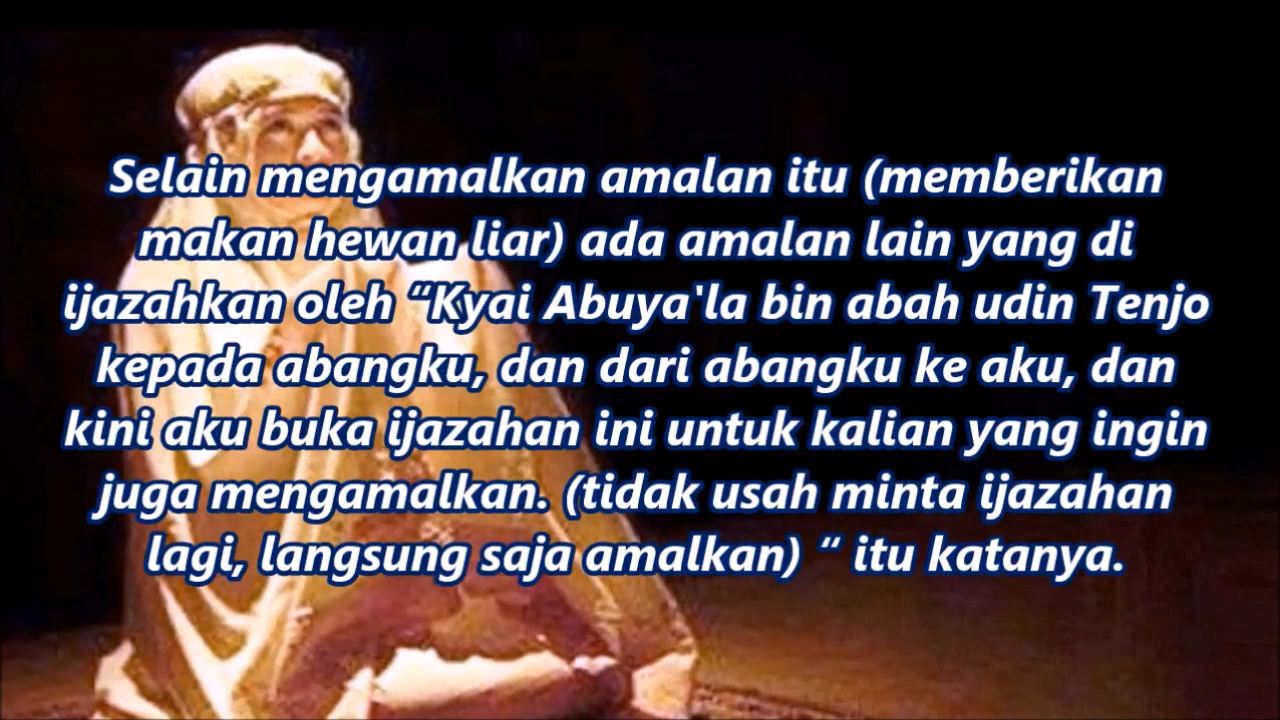 Selain mengamalkan amalan itu (memberikan
makan hewan liar) ada amalan lain yang di
ijazahkan oleh “Kyai Abuya'la bin abah udin Tenjo
kepada abangku, dan dari abangku ke aku, dan
kini aku buka ijazahan ini untuk kalian yang ingin
juga mengamalkan. (tidak usah minta ijazahan
lagi, langsung saja amalkan) “ itu katanya.